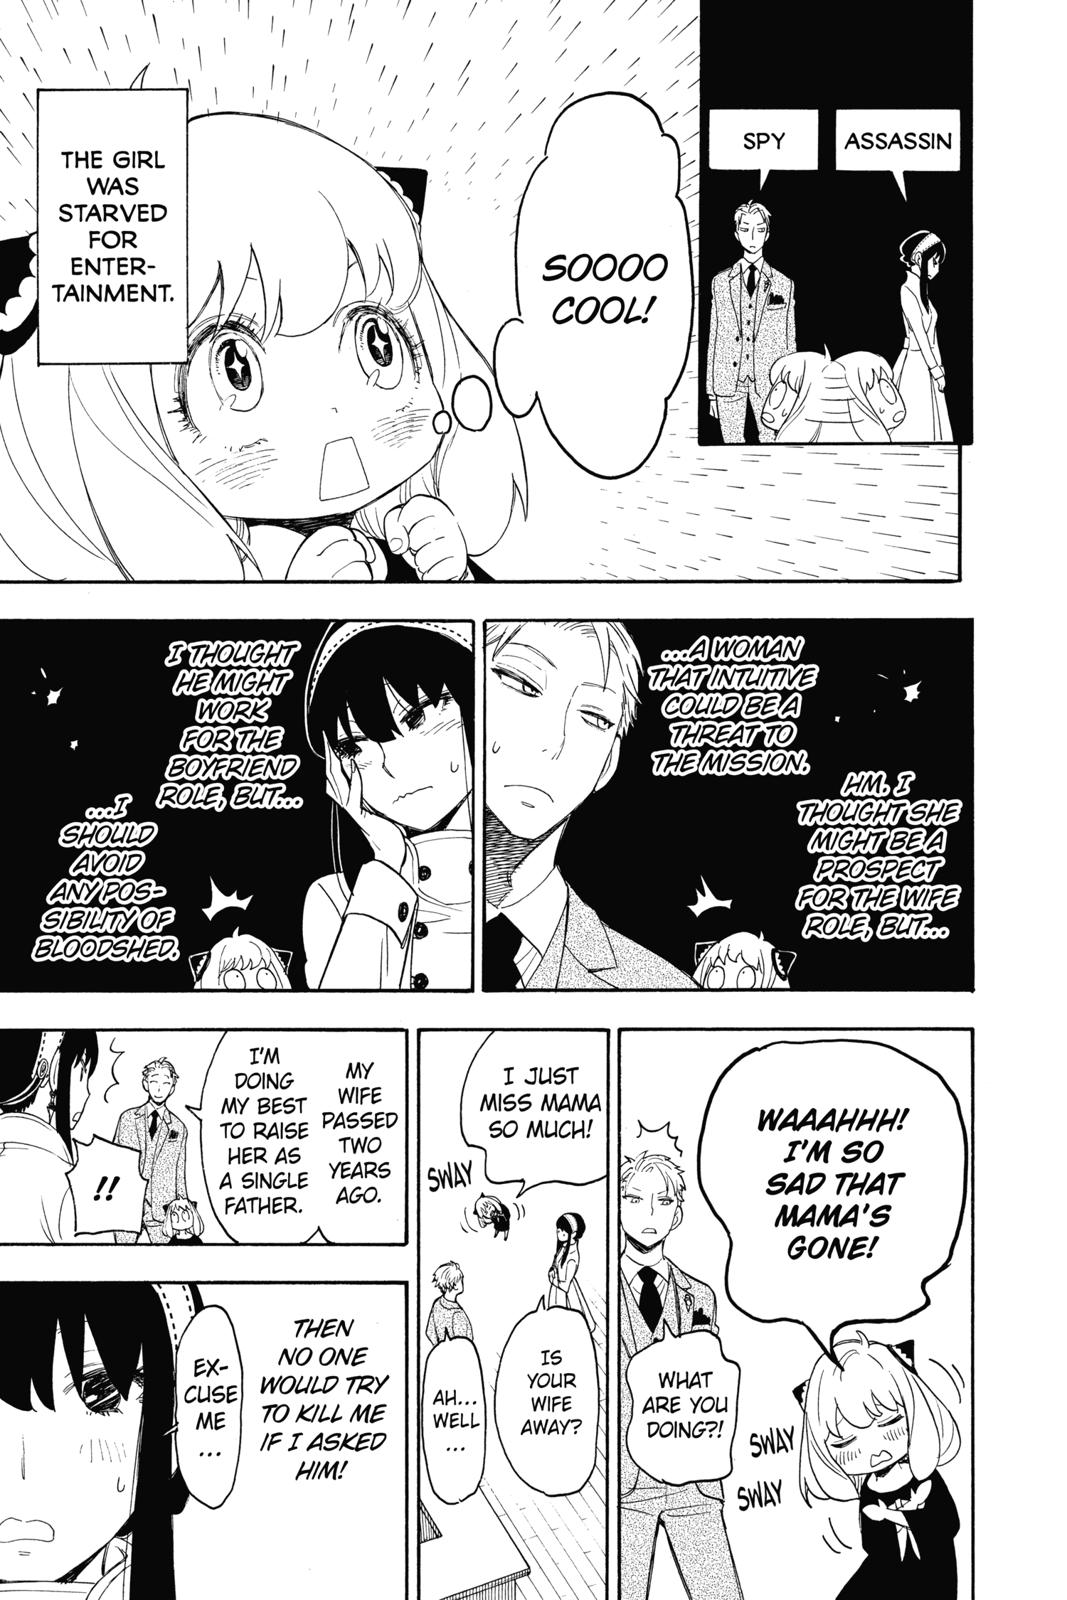 ASSASSIN
SPY
SOOOO
COOL!
THE GIRL
WAS
STARVED
FOR
ENTER-
TAINMENT.
HM. I
THOUGHT SHE
MIGHT BE A
PROSPECT
FOR THE WIFE
ROLE, BUT...
...A WOMAN
THAT INTUITIVE
COULD BE A
THREAT TO
THE MISSION.
I THOUGHT
HE MIGHT
WORK
FOR THE
BOYFRIEND
ROLE, BUT...
...I
SHOULD
AVOID
ANY POS-
SIBILITY OF
BLOODSHED.
WAAAHHH!
I'M SO
SAD THAT
MAMA'S
GONE!
WHAT
ARE YOU
DOING?!
SWAY
SWAY
I JUST
MISS MAMA
SO MUCH!
SWAY
IS
YOUR
WIFE
AWAY?
AH...
WELL
...
MY
WIFE
PASSED
TWO
YEARS
AGO.
I'M
DOING
MY BEST
TO RAISE
HER AS
A SINGLE
FATHER.
!!
THEN
NO ONE
WOULD TRY
TO KILL ME
IF I ASKED
HIM!
EX-
CUSE
ME
...